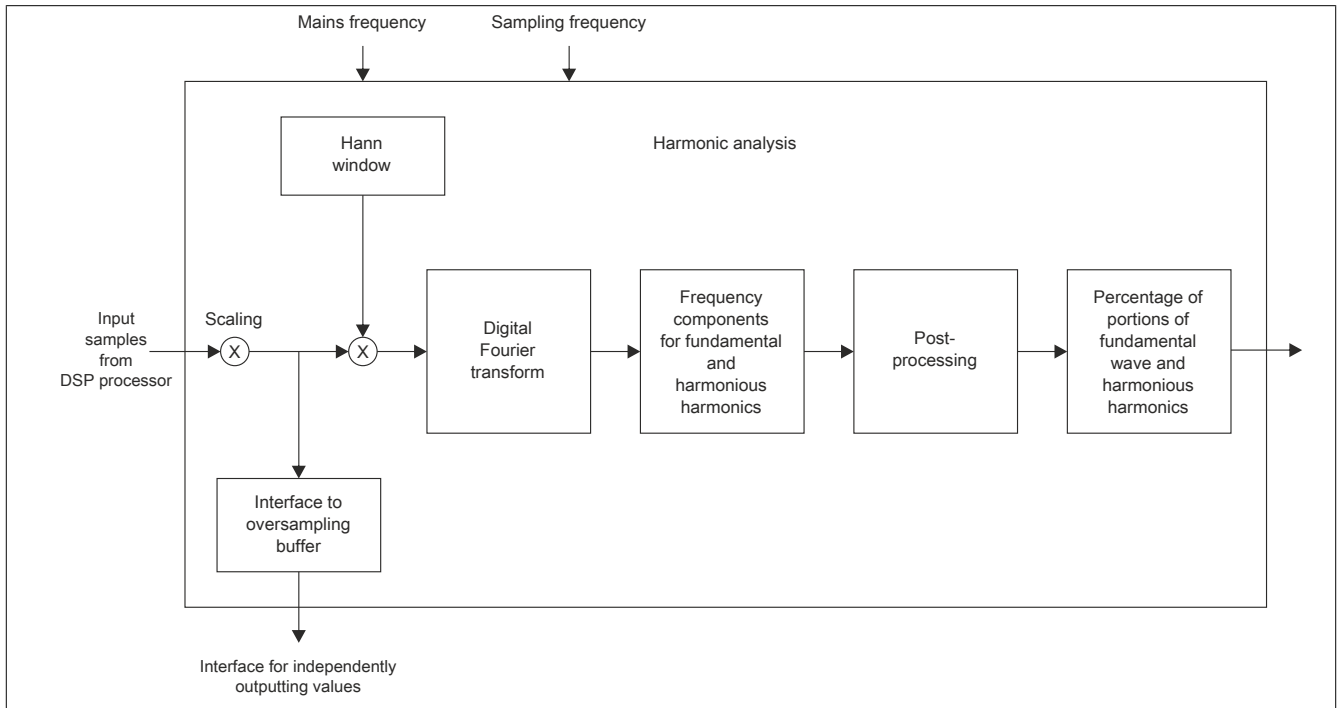 Mains frequency
Sampling frequency
Hann
window
Harmonic analysis
Input
samples
from
DSP processor
Scaling
X
X
Digital
Fourier
transform
Frequency
components
for fundamental
and
harmonious
harmonics
Post-
processing
Percentage of
portions of
fundamental
wave and
harmonious
harmonics
Interface to
oversampling
buffer
Interface for independently
outputting values